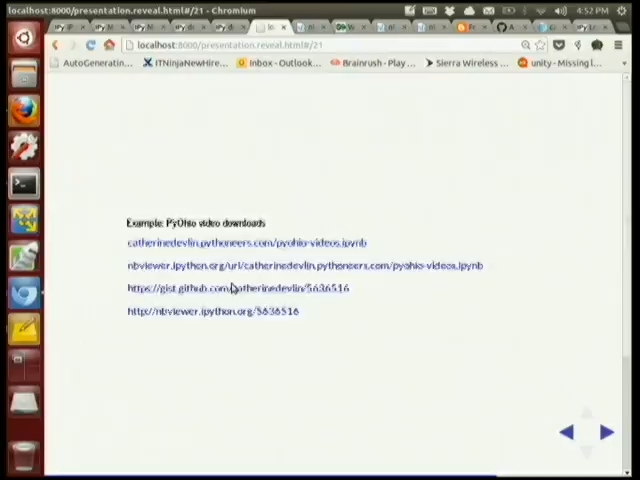 localhost:8000/presentation.reveal.html#/21 - Chromium
4:52 PM
localhost:8000/presentation.reveal.html#/21
AutoGeneratin...
ITNinjaNewHire...
Inbox - Outlook...
Brainrush - Play ...
Sierra Wireless ...
unity - Missing l...
Example: PyOhio video downloads
catherinedevlin.pythoneers.com/pyohio-videos.ipynb
nbviewer.ipython.org/url/catherinedevlin.pythoneers.com/pyohio-videos.ipynb
https://gist.github.com/catherinedevlin/5636516
http://nbviewer.ipython.org/5636516